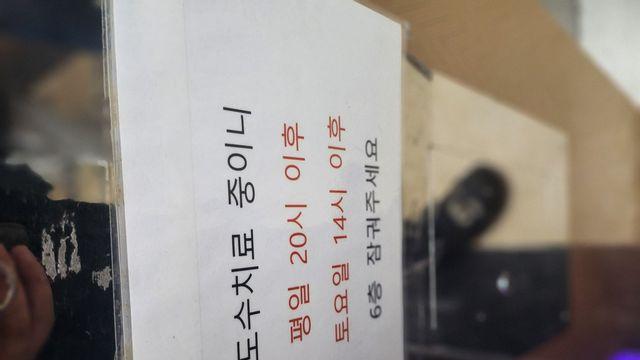 도수치료 중이니
평일 20시 이후
토요일 14시 이후
6층 잠궈주세요